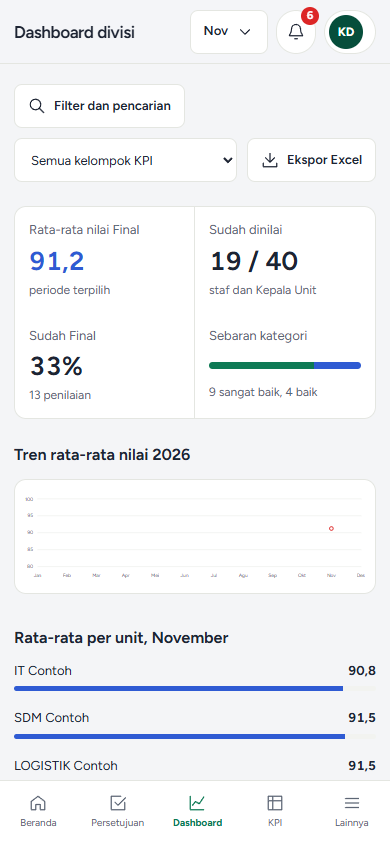 Dashboard divisi
Nov
6
KD
Filter dan pencarian
Semua kelompok KPI
Ekspor Excel
Rata-rata nilai Final
91,2
periode terpilih
Sudah dinilai
19 / 40
staf dan Kepala Unit
Sudah Final
33%
13 penilaian
Sebaran kategori
9 sangat baik, 4 baik
Tren rata-rata nilai 2026
100
95
90
85
80
Jan Feb Mar Apr Mei Jun Jul Agu Sep Okt Nov Des
Rata-rata per unit, November
IT Contoh 90,8
SDM Contoh 91,5
LOGISTIK Contoh 91,5
Beranda Persetujuan Dashboard KPI Lainnya